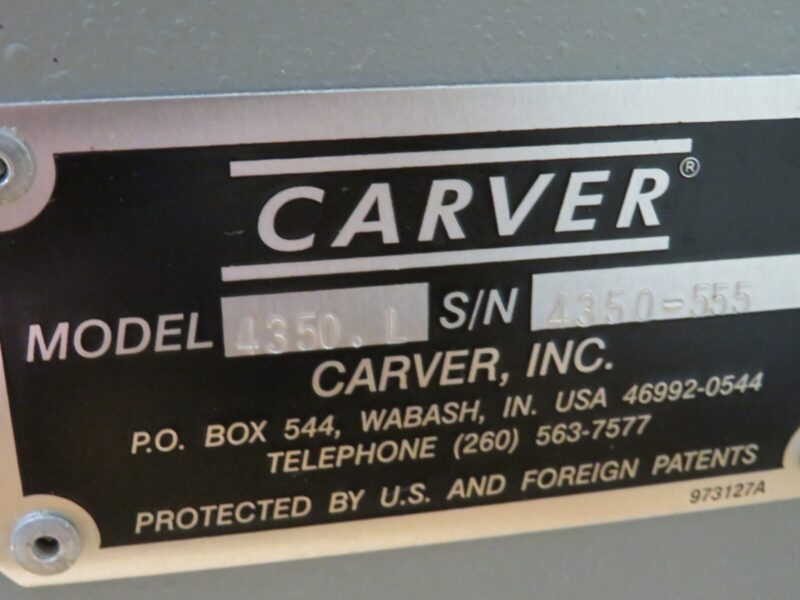 CARVER®
MODEL 4350.L S/N 4350-555
CARVER, INC.
P.O. BOX 544, WABASH, IN. USA 46992-0544
TELEPHONE (260) 563-7577
PROTECTED BY U.S. AND FOREIGN PATENTS
973127A